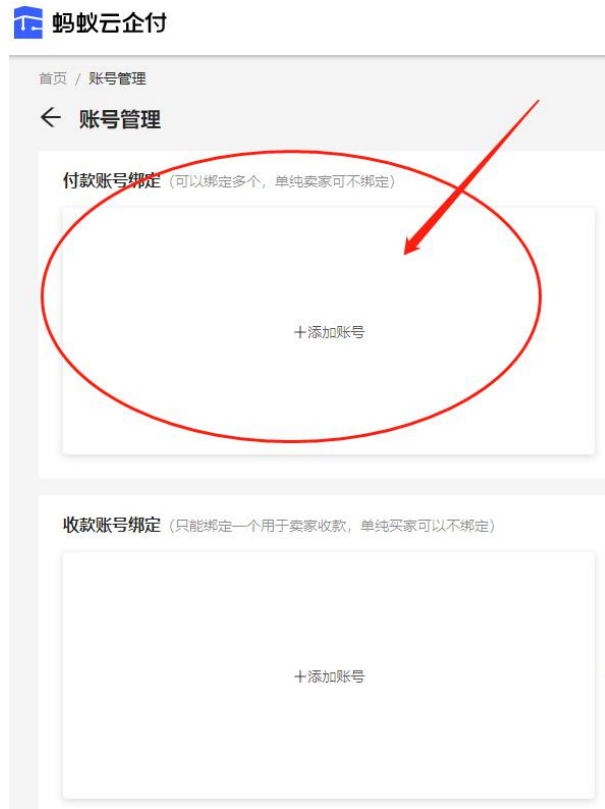 蚂蚁云企付
首页 / 账号管理
← 账号管理
付款账号绑定（可以绑定多个，单纯卖家可不绑定）
＋添加账号
收款账号绑定（只能绑定一个用于卖家收款，单纯买家可以不绑定）
＋添加账号